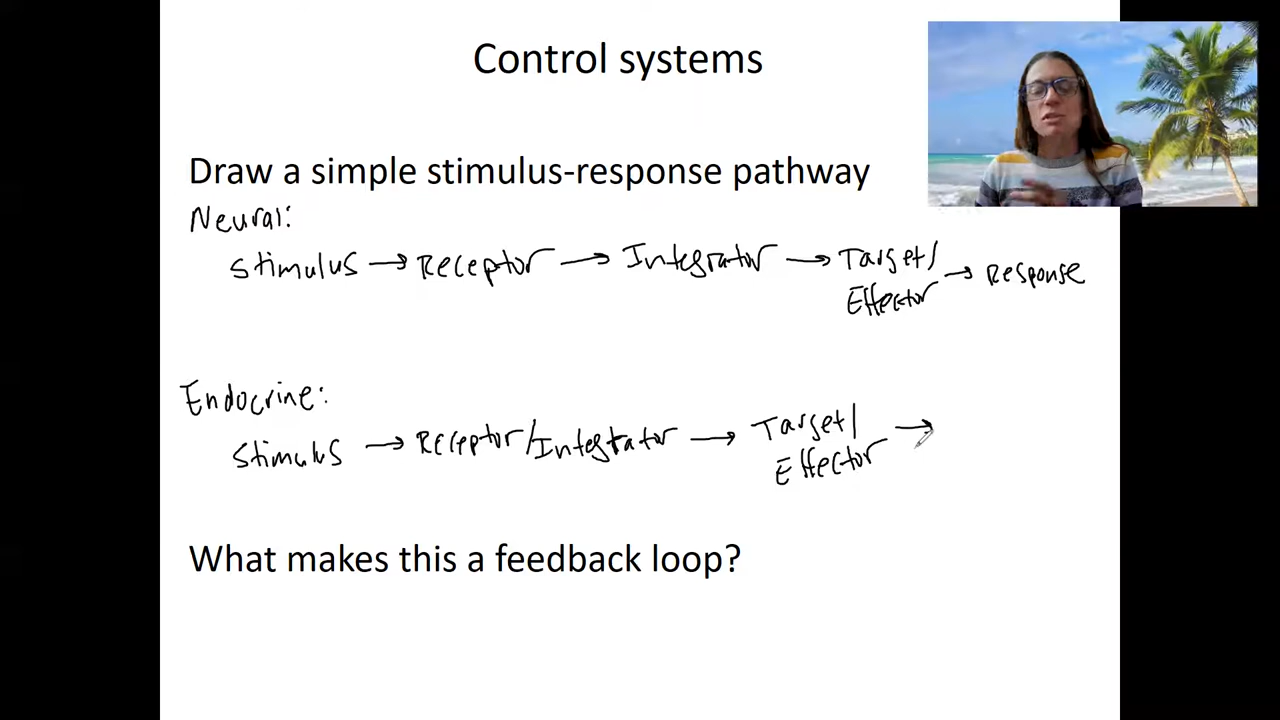 Control systems
Draw a simple stimulus-response pathway
Neural:
Stimulus → Receptor → Integrator → Target/
Effector → Response
Endocrine:
Stimulus → Receptor/Integrator → Target/
Effector →
What makes this a feedback loop?